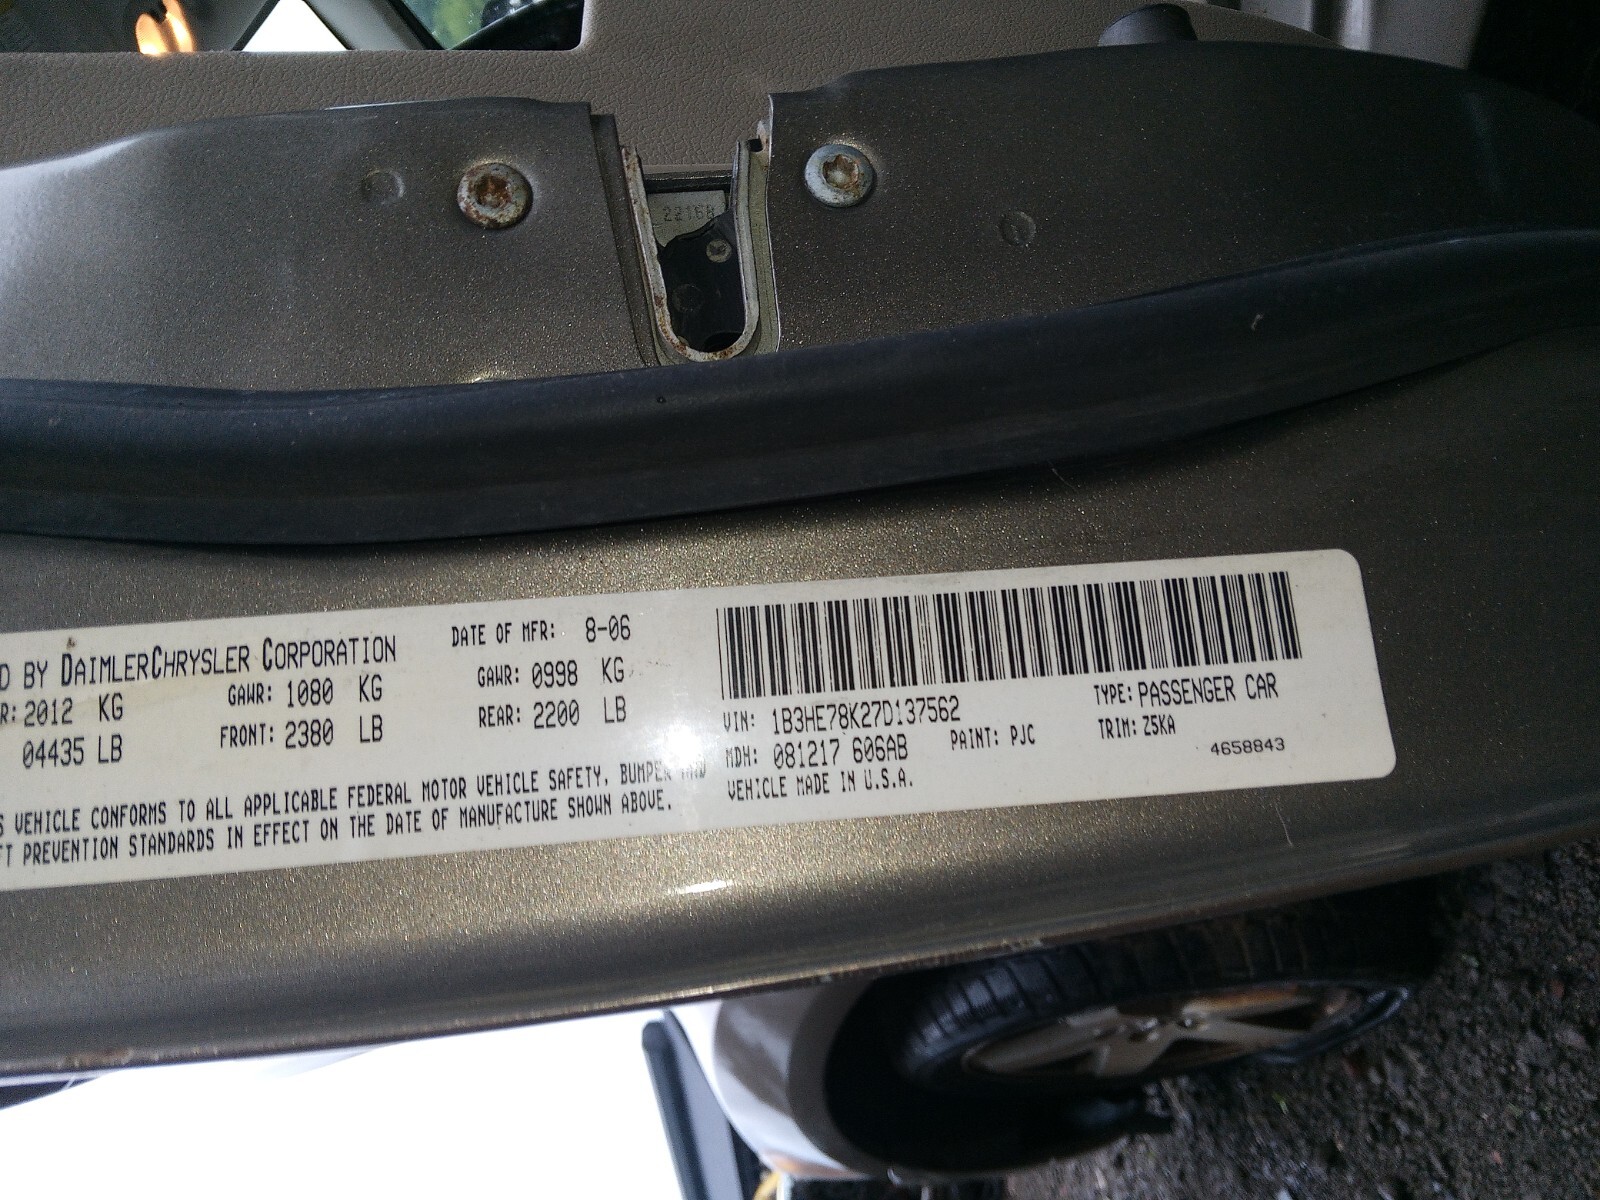 2216B
D BY DAIMLERCHRYSLER CORPORATION DATE OF MFR: 8-06
R: 2012 KG GAWR: 1080 KG GAWR: 0998 KG
04435 LB FRONT: 2380 LB REAR: 2200 LB
S VEHICLE CONFORMS TO ALL APPLICABLE FEDERAL MOTOR VEHICLE SAFETY, BUMPER AND
FT PREVENTION STANDARDS IN EFFECT ON THE DATE OF MANUFACTURE SHOWN ABOVE.
VIN: 1B3HE78K27D137562 TYPE: PASSENGER CAR
MDH: 081217 606AB PAINT: PJC TRIM: Z5KA
VEHICLE MADE IN U.S.A. 4658843